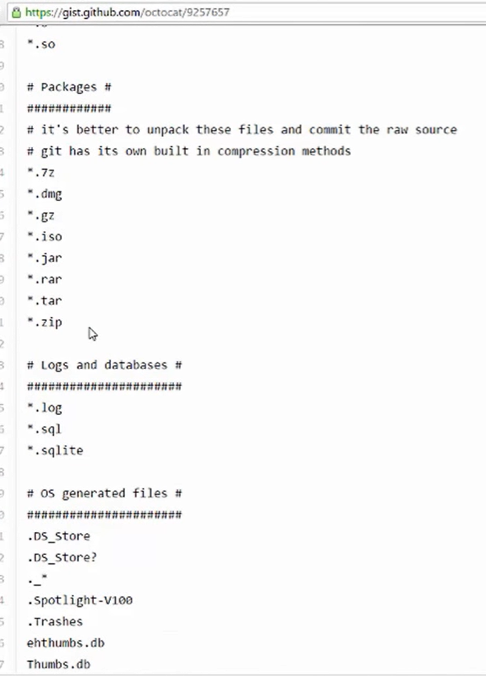 https://gist.github.com/octocat/9257657
8 *.so
9
0 # Packages #
1 ############
2 # it's better to unpack these files and commit the raw source
3 # git has its own built in compression methods
4 *.7z
5 *.dmg
6 *.gz
7 *.iso
8 *.jar
9 *.rar
0 *.tar
1 *.zip
2
3 # Logs and databases #
4 ######################
5 *.log
6 *.sql
7 *.sqlite
8
9 # OS generated files #
0 ######################
1 .DS_Store
2 .DS_Store?
3 ._*
4 .Spotlight-V100
5 .Trashes
6 ehthumbs.db
7 Thumbs.db